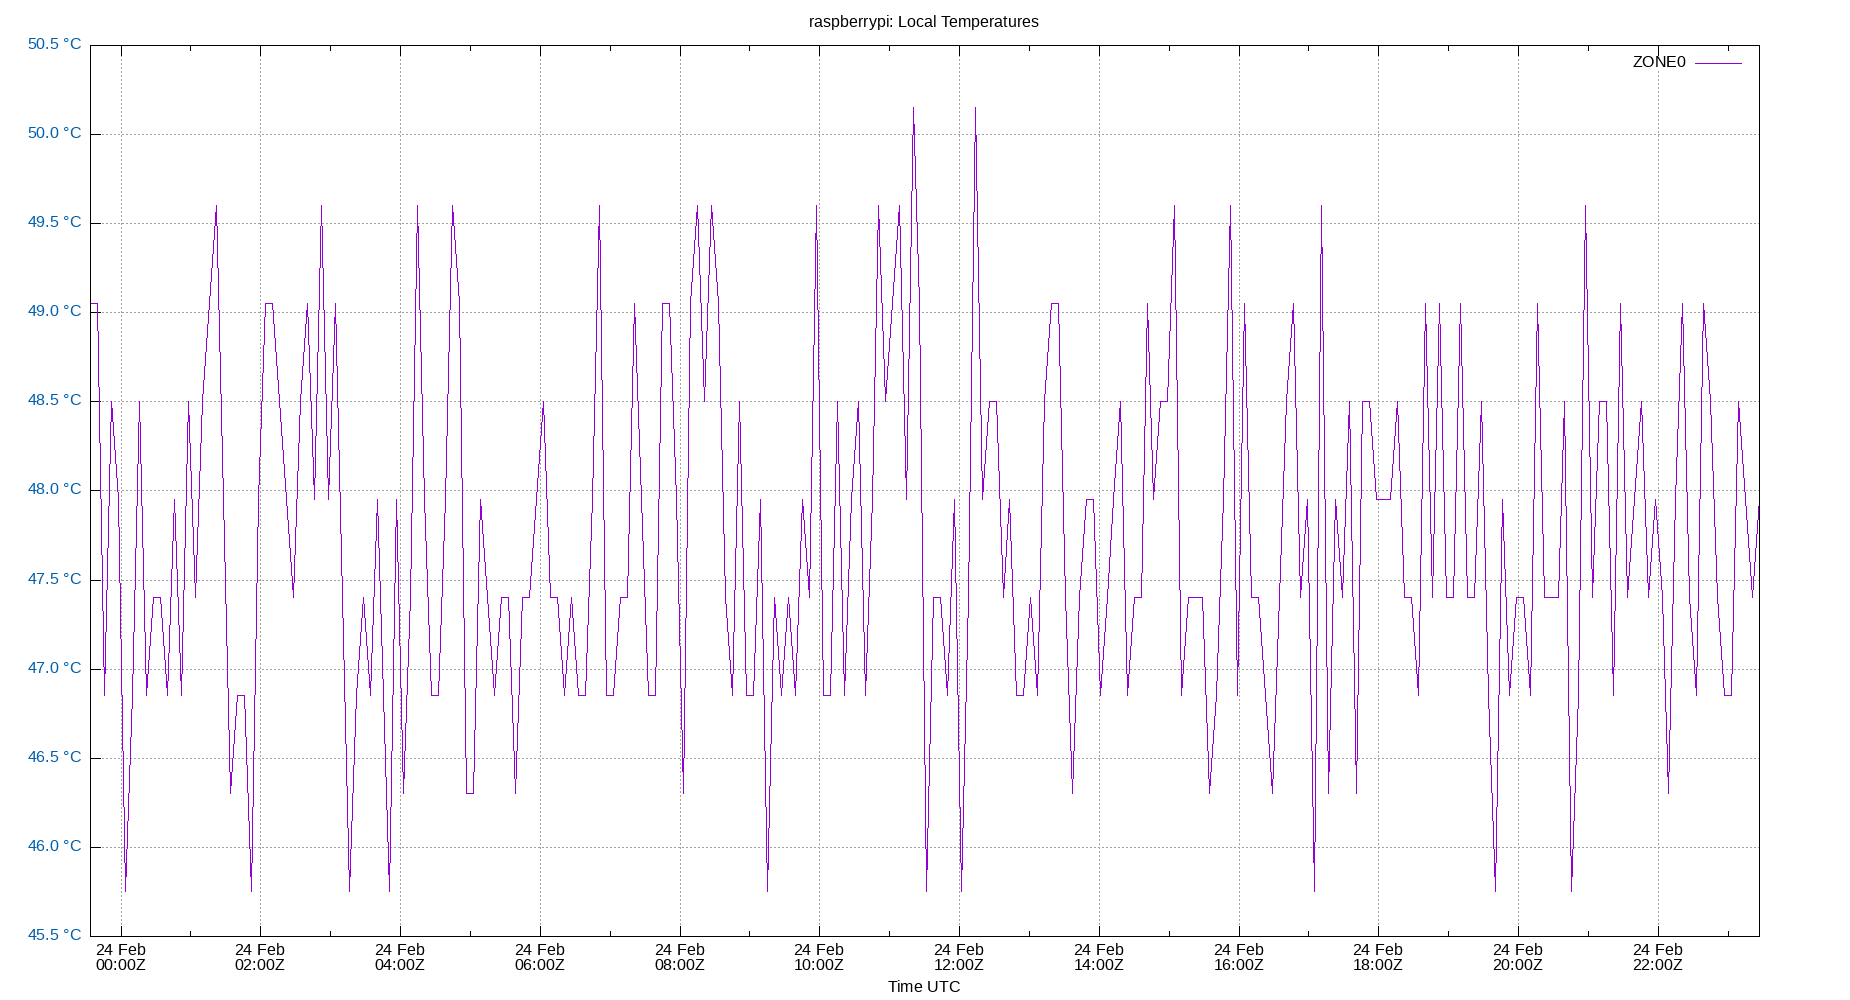 raspberrypi: Local Temperatures
50.5 °C
ZONE0
50.0 °C
49.5 °C
49.0 °C
48.5 °C
48.0 °C
47.5 °C
47.0 °C
46.5 °C
46.0 °C
45.5 °C
24 Feb 24 Feb 24 Feb 24 Feb 24 Feb 24 Feb 24 Feb 24 Feb 24 Feb 24 Feb 24 Feb 24 Feb
00:00Z 02:00Z 04:00Z 06:00Z 08:00Z 10:00Z 12:00Z 14:00Z 16:00Z 18:00Z 20:00Z 22:00Z
Time UTC